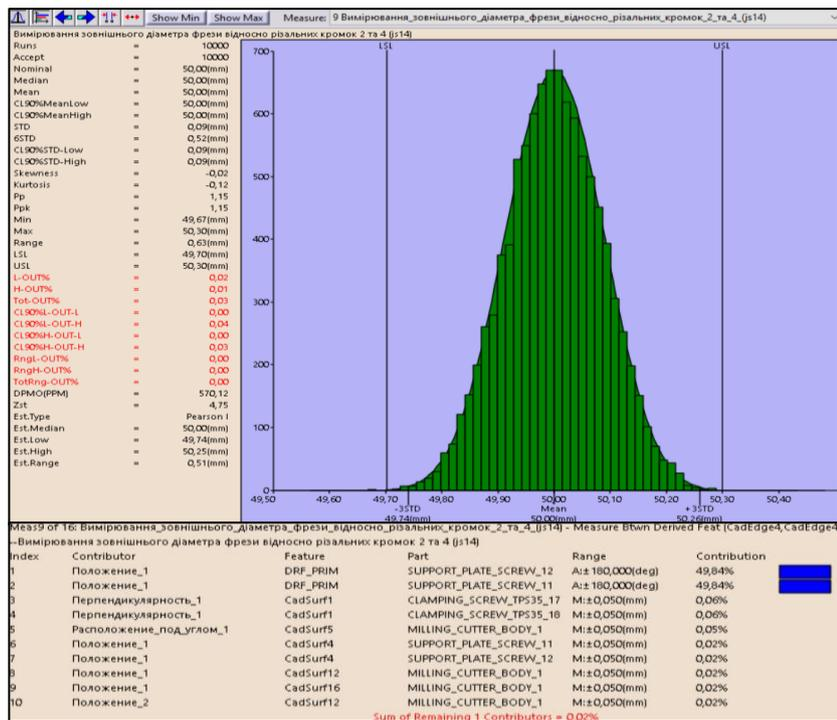 Show Min Show Max Measure: 9 Вимірювання_зовнішнього_діаметра_фрези_відносно_різальних_кромок_2_та_4_(js14)
Вимірювання зовнішнього діаметра фрези відносно різальних кромок 2 та 4 (js14)
Runs = 10000
Accept = 10000
Nominal = 50,00(mm)
Median = 50,00(mm)
Mean = 50,00(mm)
CL90%MeanLow = 50,00(mm)
CL90%MeanHigh = 50,00(mm)
STD = 0,09(mm)
6STD = 0,52(mm)
CL90%STD-Low = 0,09(mm)
CL90%STD-High = 0,09(mm)
Skewness = -0,02
Kurtosis = -0,12
Pp = 1,15
Ppk = 1,15
Min = 49,67(mm)
Max = 50,30(mm)
Range = 0,63(mm)
LSL = 49,70(mm)
USL = 50,30(mm)
L-OUT% = 0,02
H-OUT% = 0,01
Tot-OUT% = 0,03
CL90%L-OUT-L = 0,00
CL90%L-OUT-H = 0,04
CL90%H-OUT-L = 0,00
CL90%H-OUT-H = 0,03
RngL-OUT% = 0,00
RngH-OUT% = 0,00
TotRng-OUT% = 0,00
DPMO(PPM) = 570,12
Zst = 4,75
Est.Type Pearson I
Est.Median = 50,00(mm)
Est.Low = 49,74(mm)
Est.High = 50,25(mm)
Est.Range = 0,51(mm)
LSL USL
700
600
500
400
300
200
100
0
49,50 49,60 49,70 49,80 49,90 50,00 50,10 50,20 50,30 50,40
-3STD Mean +3STD
49.74(mm) 50.00(mm) 50.26(mm)
Meas9 of 16: Вимірювання_зовнішнього_діаметра_фрези_відносно_різальних_кромок_2_та_4_(js14) - Measure Btwn Derived Feat (CadEdge4,CadEdge4
--Вимірювання зовнішнього діаметра фрези відносно різальних кромок 2 та 4 (js14)
Index Contributor Feature Part Range Contribution
1 Положение_1 DRF_PRIM SUPPORT_PLATE_SCREW_12 A:±180,000(deg) 49,84%
2 Положение_1 DRF_PRIM SUPPORT_PLATE_SCREW_11 A:±180,000(deg) 49,84%
3 Перпендикулярность_1 CadSurf1 CLAMPING_SCREW_TPS35_17 M:±0,050(mm) 0,06%
4 Перпендикулярность_1 CadSurf1 CLAMPING_SCREW_TPS35_18 M:±0,050(mm) 0,06%
5 Расположение_под_углом_1 CadSurf5 MILLING_CUTTER_BODY_1 M:±0,050(mm) 0,05%
6 Положение_1 CadSurf4 SUPPORT_PLATE_SCREW_11 M:±0,050(mm) 0,02%
7 Положение_1 CadSurf4 SUPPORT_PLATE_SCREW_12 M:±0,050(mm) 0,02%
8 Положение_1 CadSurf12 MILLING_CUTTER_BODY_1 M:±0,050(mm) 0,02%
9 Положение_1 CadSurf16 MILLING_CUTTER_BODY_1 M:±0,050(mm) 0,02%
10 Положение_2 CadSurf12 MILLING_CUTTER_BODY_1 M:±0,050(mm) 0,02%
Sum of Remaining 1 Contributors = 0,02%